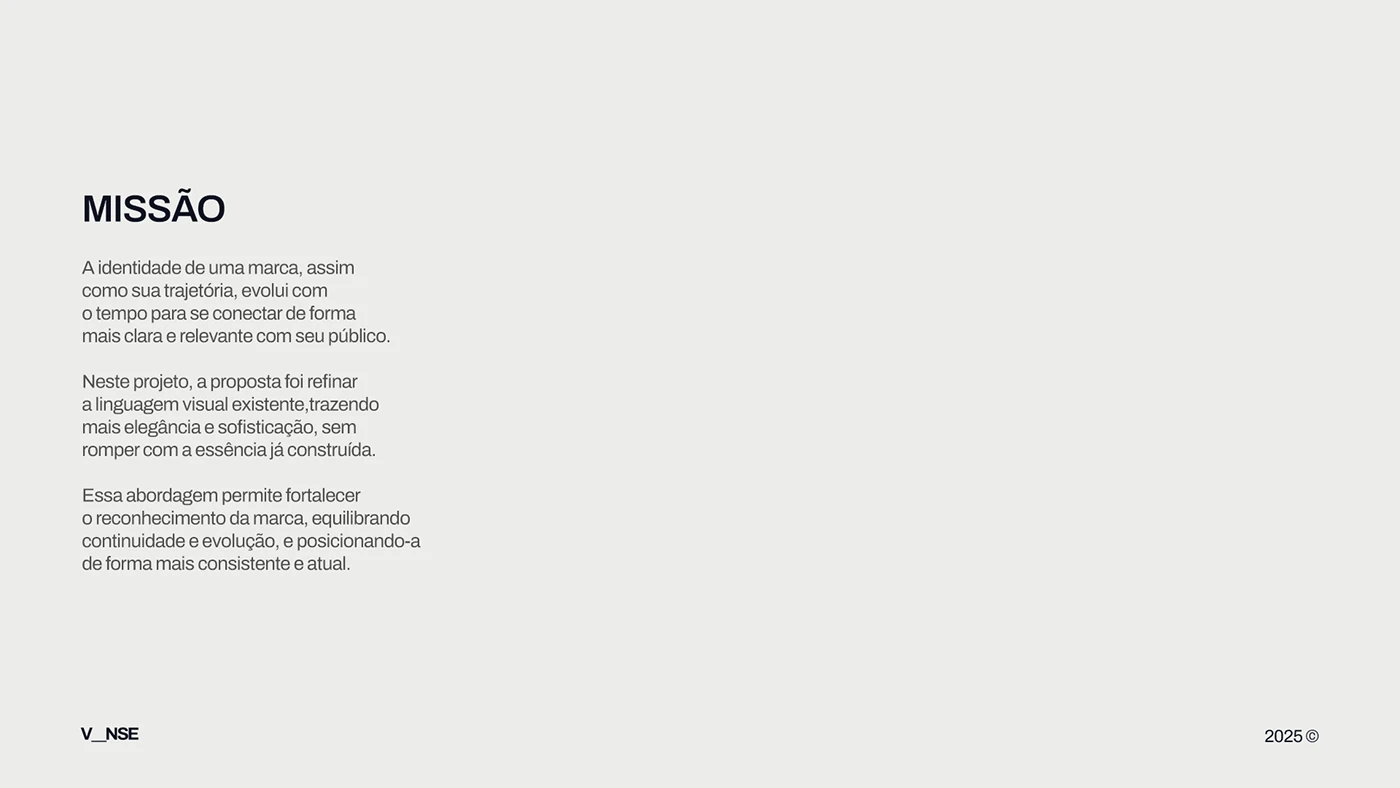 MISSÃO
A identidade de uma marca, assim
como sua trajetória, evolui com
o tempo para se conectar de forma
mais clara e relevante com seu público.
Neste projeto, a proposta foi refinar
a linguagem visual existente,trazendo
mais elegância e sofisticação, sem
romper com a essência já construída.
Essa abordagem permite fortalecer
o reconhecimento da marca, equilibrando
continuidade e evolução, e posicionando-a
de forma mais consistente e atual.
V__NSE
2025 ©